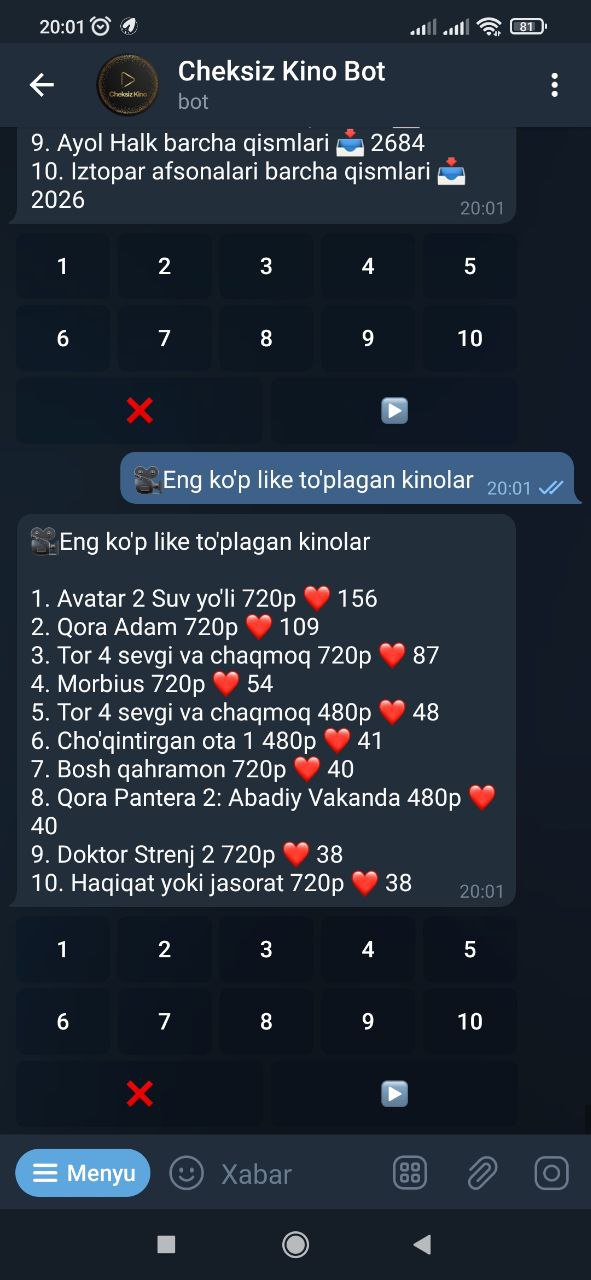 20:01
81
Cheksiz Kino
Cheksiz Kino Bot
bot
9. Ayol Halk barcha qismlari 📥 2684
10. Iztopar afsonalari barcha qismlari 📥
2026
20:01
1 2 3 4 5
6 7 8 9 10
❌ ▶️
🎥Eng ko'p like to'plagan kinolar 20:01
🎥Eng ko'p like to'plagan kinolar
1. Avatar 2 Suv yo'li 720p ❤️ 156
2. Qora Adam 720p ❤️ 109
3. Tor 4 sevgi va chaqmoq 720p ❤️ 87
4. Morbius 720p ❤️ 54
5. Tor 4 sevgi va chaqmoq 480p ❤️ 48
6. Cho'qintirgan ota 1 480p ❤️ 41
7. Bosh qahramon 720p ❤️ 40
8. Qora Pantera 2: Abadiy Vakanda 480p ❤️
40
9. Doktor Strenj 2 720p ❤️ 38
10. Haqiqat yoki jasorat 720p ❤️ 38
20:01
1 2 3 4 5
6 7 8 9 10
❌ ▶️
Menyu Xabar